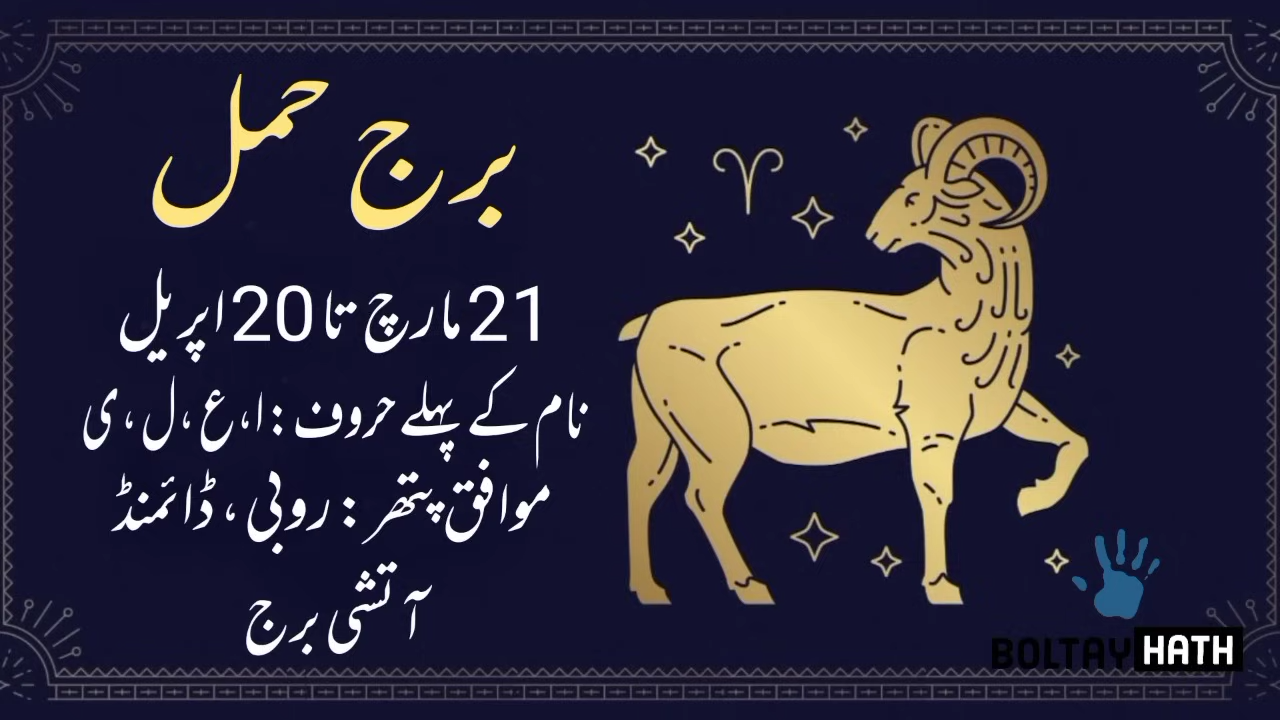 برج حمل
21 مارچ تا 20 اپریل
نام کے پہلے حروف : ا، ع ، ل ، ی
موافق پتھر : روبی ، ڈائمنڈ
آتشی برج
BOLTAY HATH